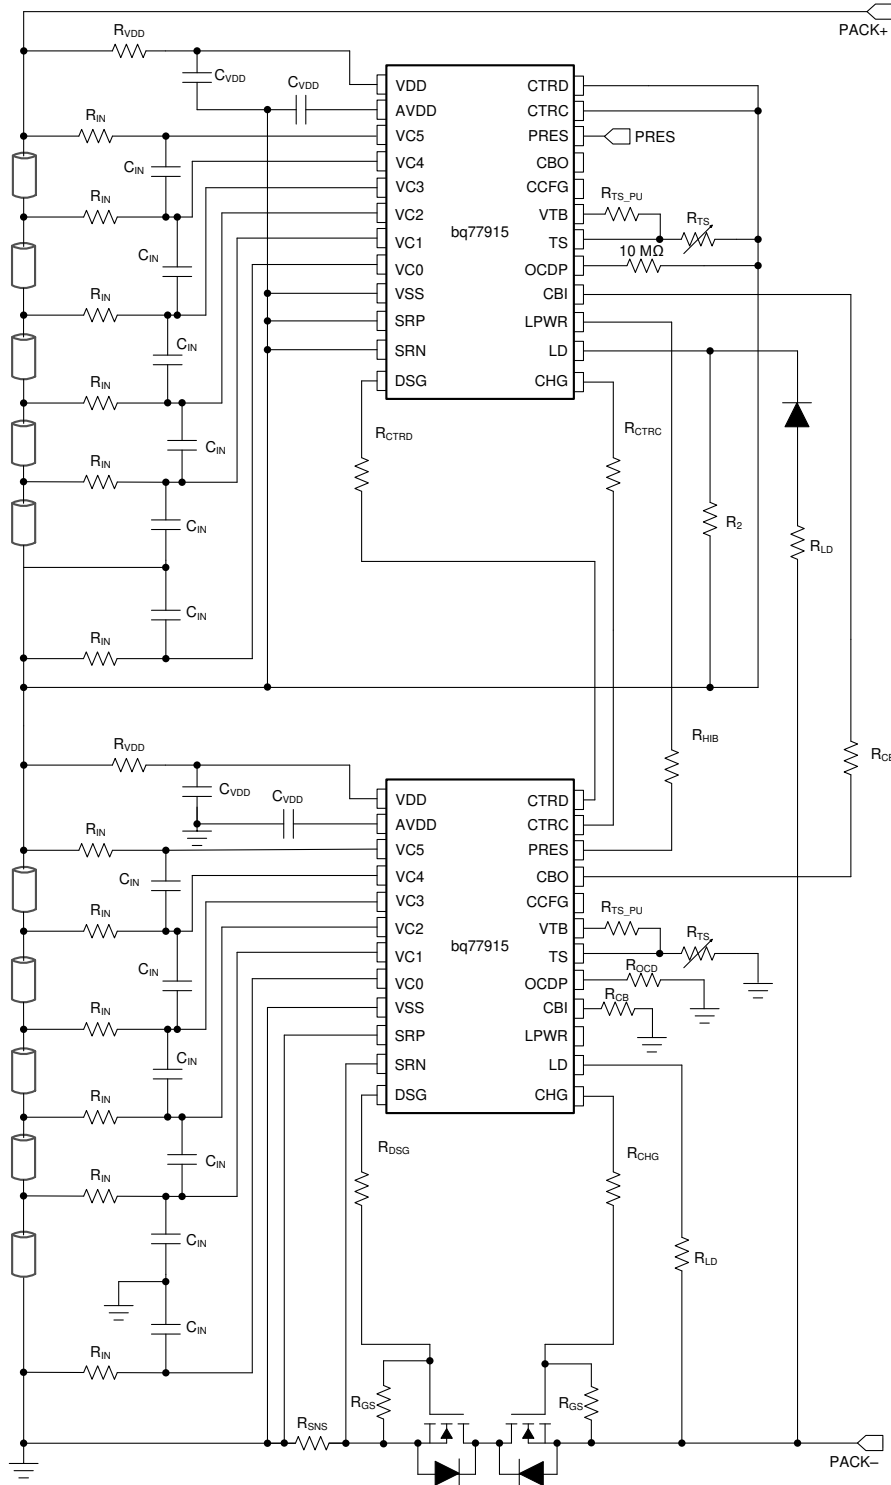 PACK+
RVDD
CVDD
CVDD
RIN
CIN
RIN
CIN
RIN
CIN
RIN
CIN
RIN
CIN
CIN
RIN
VDD
AVDD
VC5
VC4
VC3
VC2
VC1
VC0
VSS
SRP
SRN
DSG
bq77915
CTRD
CTRC
PRES
CBO
CCFG
VTB
TS
OCDP
CBI
LPWR
LD
CHG
PRES
RTS_PU
RTS
10 MΩ
RCTRD
RCTRC
R2
RLD
RHIB
RCB
RVDD
CVDD
CVDD
RIN
CIN
RIN
CIN
RIN
CIN
RIN
CIN
RIN
CIN
CIN
RIN
VDD
AVDD
VC5
VC4
VC3
VC2
VC1
VC0
VSS
SRP
SRN
DSG
bq77915
CTRD
CTRC
PRES
CBO
CCFG
VTB
TS
OCDP
CBI
LPWR
LD
CHG
RTS_PU
RTS
ROCD
RCB
RDSG
RCHG
RLD
RGS
RGS
RSNS
PACK–